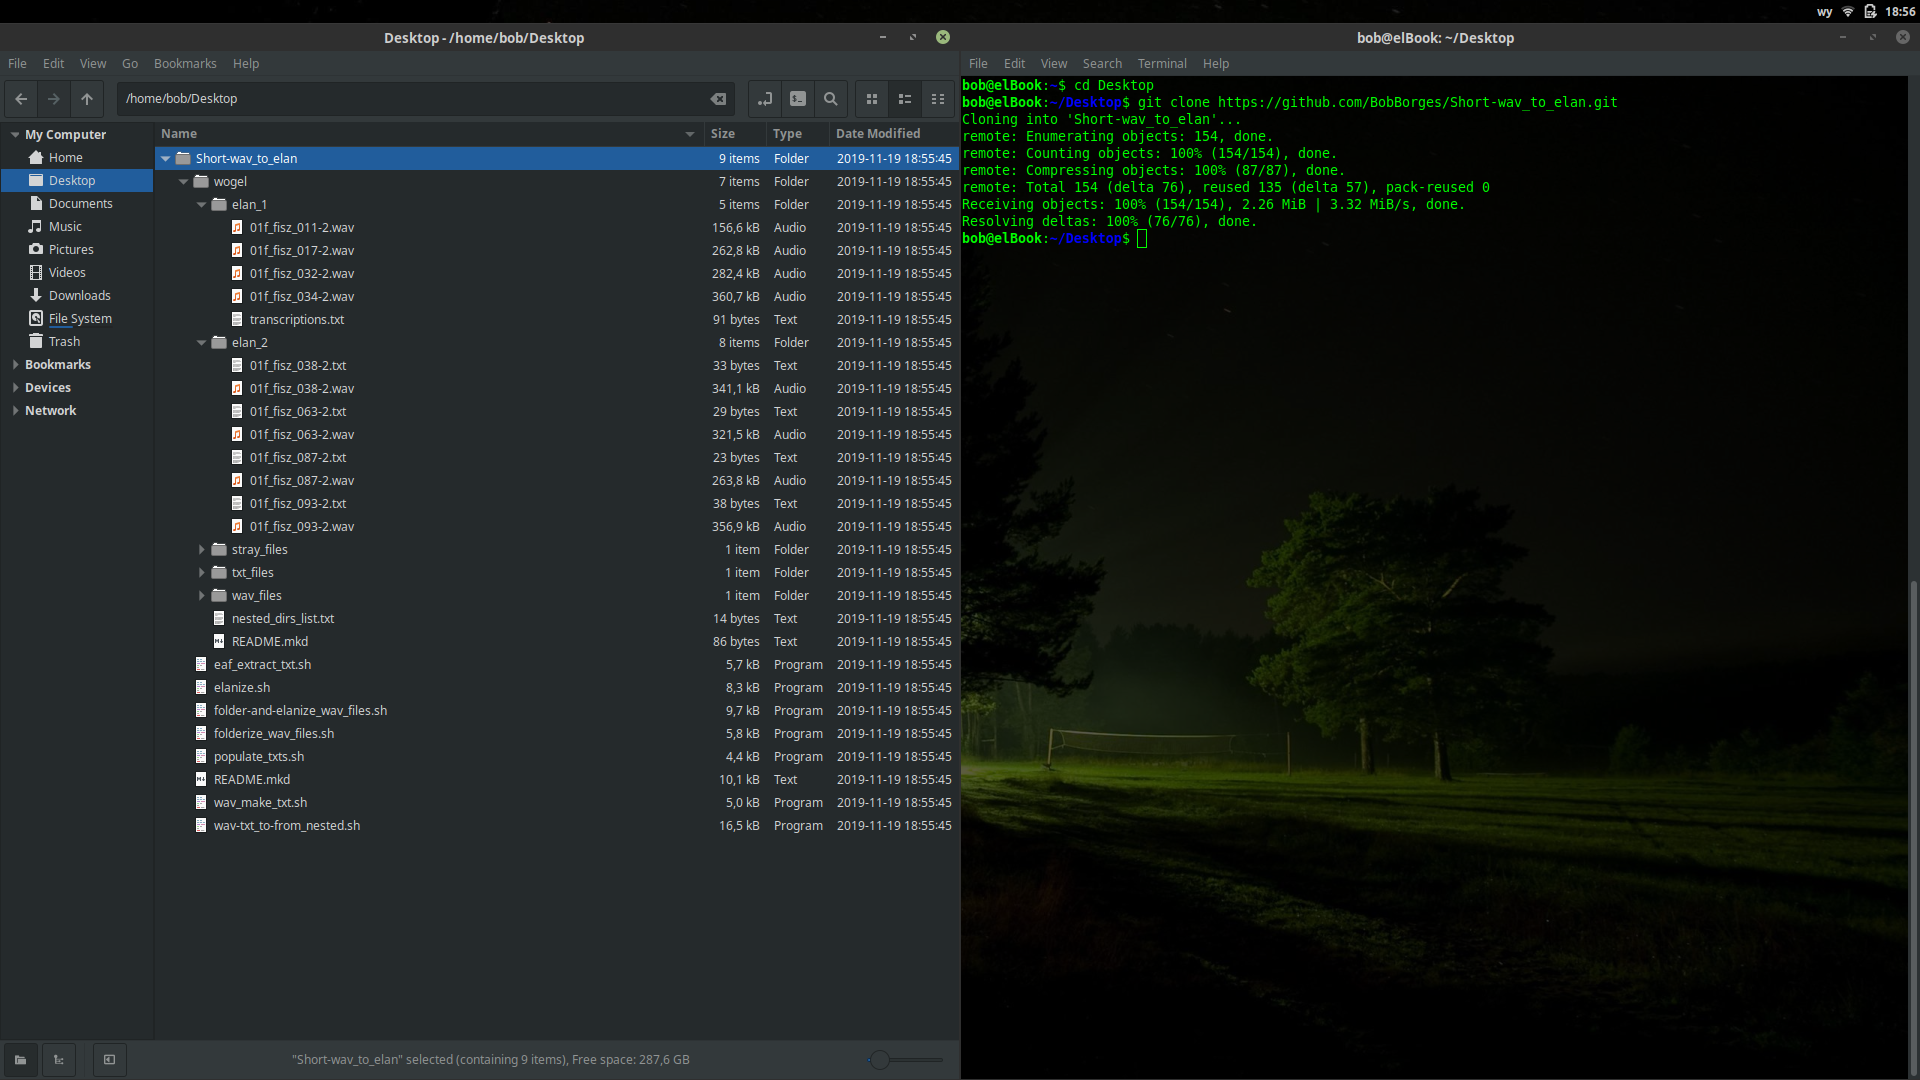 wy 18:56
Desktop - /home/bob/Desktop
File Edit View Go Bookmarks Help
/home/bob/Desktop
My Computer
Home
Desktop
Documents
Music
Pictures
Videos
Downloads
File System
Trash
Bookmarks
Devices
Network
Name Size Type Date Modified
Short-wav_to_elan 9 items Folder 2019-11-19 18:55:45
wogel 7 items Folder 2019-11-19 18:55:45
elan_1 5 items Folder 2019-11-19 18:55:45
01f_fisz_011-2.wav 156,6 kB Audio 2019-11-19 18:55:45
01f_fisz_017-2.wav 262,8 kB Audio 2019-11-19 18:55:45
01f_fisz_032-2.wav 282,4 kB Audio 2019-11-19 18:55:45
01f_fisz_034-2.wav 360,7 kB Audio 2019-11-19 18:55:45
transcriptions.txt 91 bytes Text 2019-11-19 18:55:45
elan_2 8 items Folder 2019-11-19 18:55:45
01f_fisz_038-2.txt 33 bytes Text 2019-11-19 18:55:45
01f_fisz_038-2.wav 341,1 kB Audio 2019-11-19 18:55:45
01f_fisz_063-2.txt 29 bytes Text 2019-11-19 18:55:45
01f_fisz_063-2.wav 321,5 kB Audio 2019-11-19 18:55:45
01f_fisz_087-2.txt 23 bytes Text 2019-11-19 18:55:45
01f_fisz_087-2.wav 263,8 kB Audio 2019-11-19 18:55:45
01f_fisz_093-2.txt 38 bytes Text 2019-11-19 18:55:45
01f_fisz_093-2.wav 356,9 kB Audio 2019-11-19 18:55:45
stray_files 1 item Folder 2019-11-19 18:55:45
txt_files 1 item Folder 2019-11-19 18:55:45
wav_files 1 item Folder 2019-11-19 18:55:45
nested_dirs_list.txt 14 bytes Text 2019-11-19 18:55:45
README.mkd 86 bytes Text 2019-11-19 18:55:45
eaf_extract_txt.sh 5,7 kB Program 2019-11-19 18:55:45
elanize.sh 8,3 kB Program 2019-11-19 18:55:45
folder-and-elanize_wav_files.sh 9,7 kB Program 2019-11-19 18:55:45
folderize_wav_files.sh 5,8 kB Program 2019-11-19 18:55:45
populate_txts.sh 4,4 kB Program 2019-11-19 18:55:45
README.mkd 10,1 kB Text 2019-11-19 18:55:45
wav_make_txt.sh 5,0 kB Program 2019-11-19 18:55:45
wav-txt_to-from_nested.sh 16,5 kB Program 2019-11-19 18:55:45
"Short-wav_to_elan" selected (containing 9 items), Free space: 287,6 GB
bob@elBook: ~/Desktop
File Edit View Search Terminal Help
bob@elBook:~$ cd Desktop
bob@elBook:~/Desktop$ git clone https://github.com/BobBorges/Short-wav_to_elan.git
Cloning into 'Short-wav_to_elan'...
remote: Enumerating objects: 154, done.
remote: Counting objects: 100% (154/154), done.
remote: Compressing objects: 100% (87/87), done.
remote: Total 154 (delta 76), reused 135 (delta 57), pack-reused 0
Receiving objects: 100% (154/154), 2.26 MiB | 3.32 MiB/s, done.
Resolving deltas: 100% (76/76), done.
bob@elBook:~/Desktop$